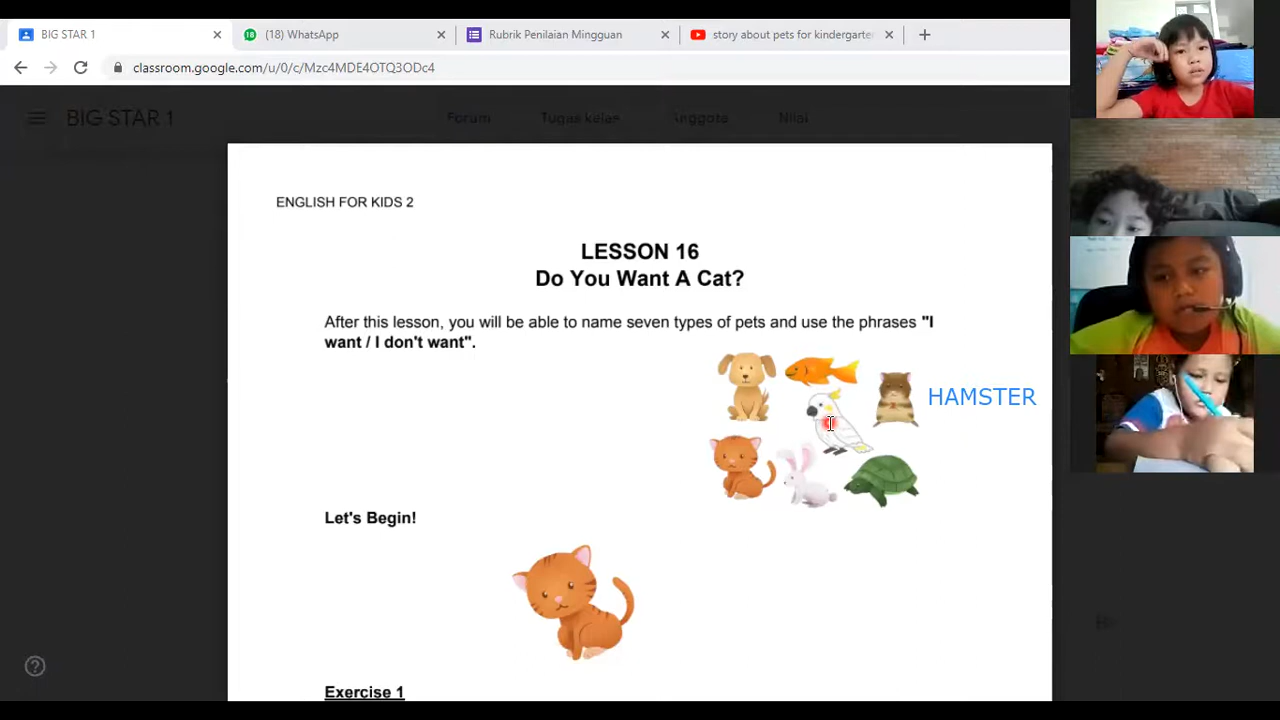 BIG STAR 1
(18) WhatsApp
Rubrik Penilaian Mingguan
story about pets for kindergarte
classroom.google.com/u/0/c/Mzc4MDE4OTQ3ODc4
BIG STAR 1
Forum
Tugas kelas
Anggota
Nilai
ENGLISH FOR KIDS 2
LESSON 16
Do You Want A Cat?
After this lesson, you will be able to name seven types of pets and use the phrases "I
want / I don't want".
HAMSTER
Let's Begin!
Exercise 1